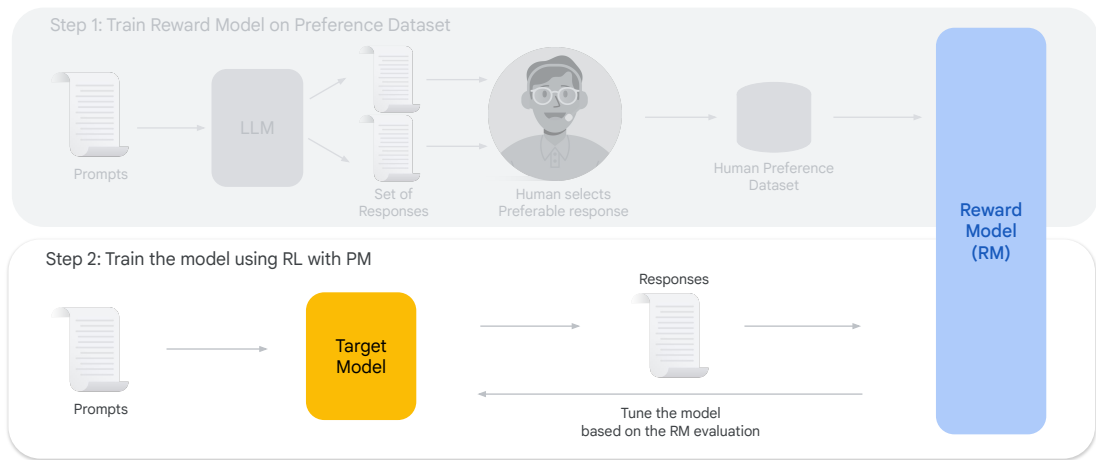 Step 1: Train Reward Model on Preference Dataset
LLM
Prompts
Set of
Responses
Human selects
Preferable response
Human Preference
Dataset
Reward
Model
(RM)
Step 2: Train the model using RL with PM
Prompts
Target
Model
Responses
Tune the model
based on the RM evaluation